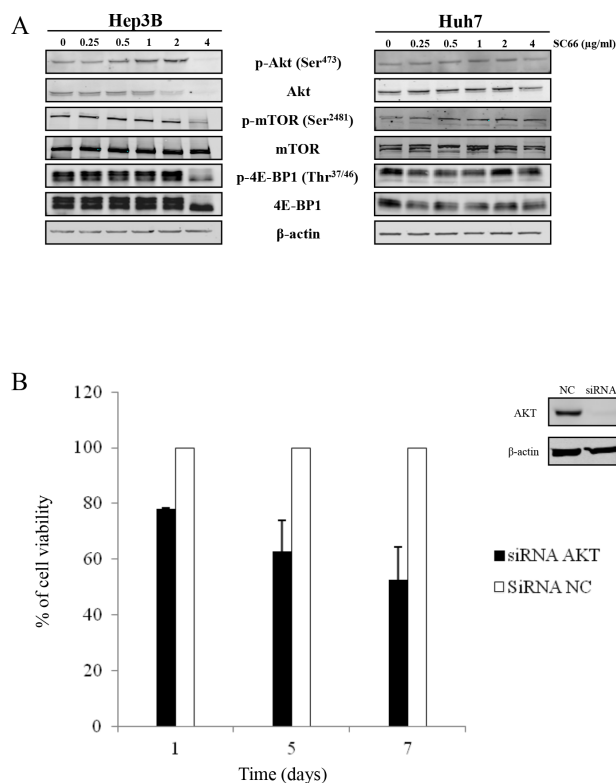 A
Hep3B
Huh7
0 0.25 0.5 1 2 4
0 0.25 0.5 1 2 4 SC66 (µg/ml)
p-Akt (Ser473)
Akt
p-mTOR (Ser2481)
mTOR
p-4E-BP1 (Thr37/46)
4E-BP1
β-actin
B
NC siRNA
AKT
β-actin
% of cell viability
120
100
80
60
40
20
0
1 5 7
Time (days)
siRNA AKT
SiRNA NC